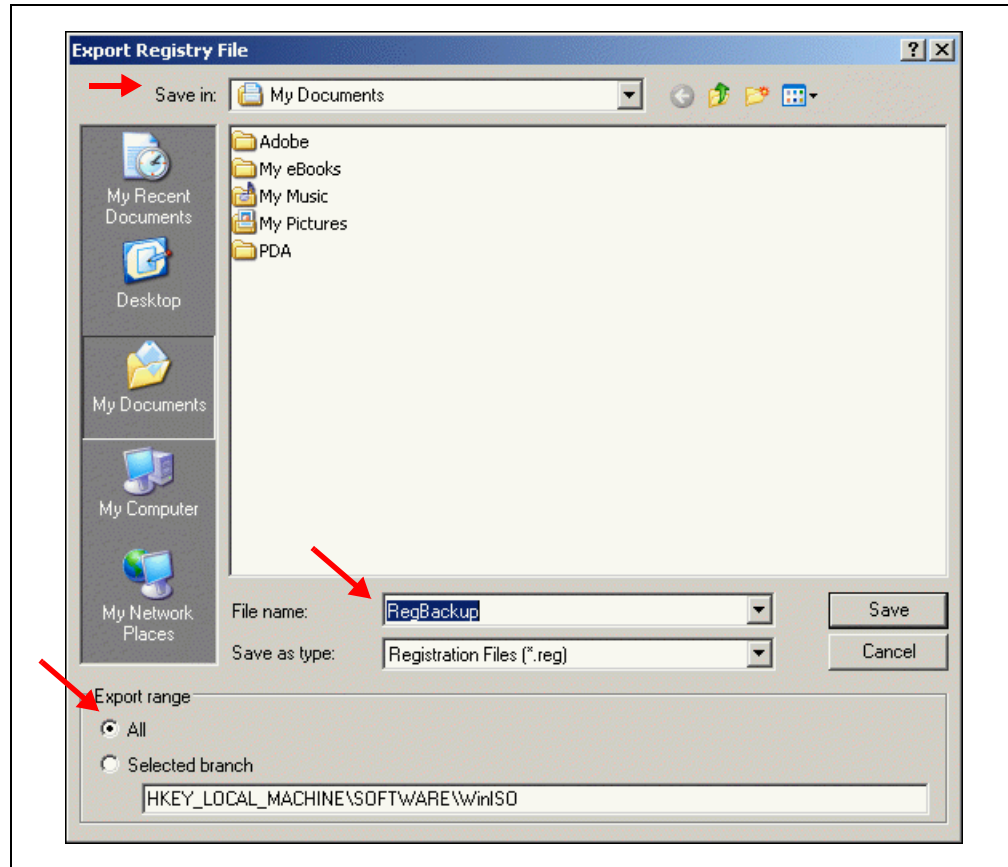 Export Registry File
Save in: My Documents
Adobe
My eBooks
My Music
My Pictures
PDA
My Recent
Documents
Desktop
My Documents
My Computer
My Network
Places
File name: RegBackup Save
Save as type: Registration Files (*.reg) Cancel
Export range
All
Selected branch
HKEY_LOCAL_MACHINE\SOFTWARE\WinISO